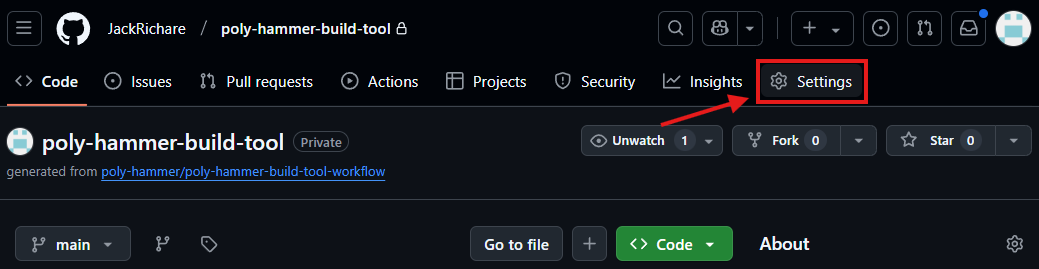 JackRichare / poly-hammer-build-tool
Code Issues Pull requests Actions Projects Security Insights Settings
poly-hammer-build-tool Private
Unwatch 1 Fork 0 Star 0
generated from poly-hammer/poly-hammer-build-tool-workflow
main Go to file + Code About